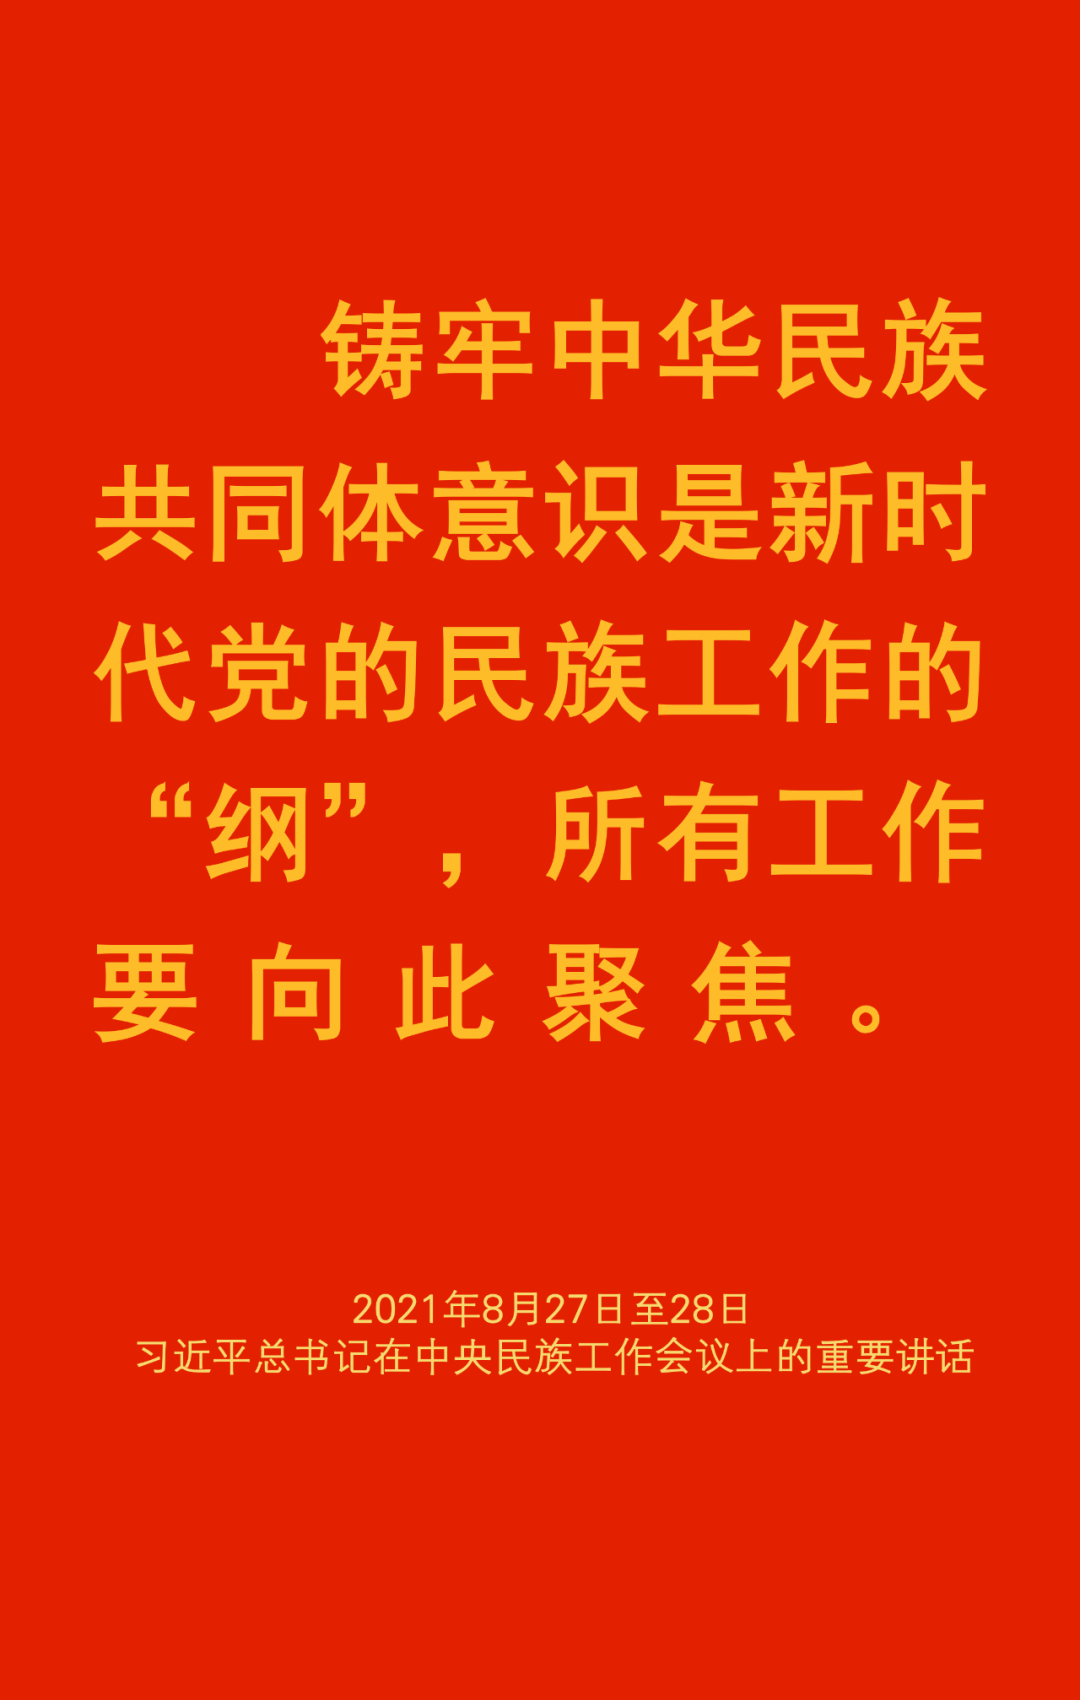 铸牢中华民族
共同体意识是新时
代党的民族工作的
“纲”，所有工作
要向此聚焦。
2021年8月27日至28日
习近平总书记在中央民族工作会议上的重要讲话